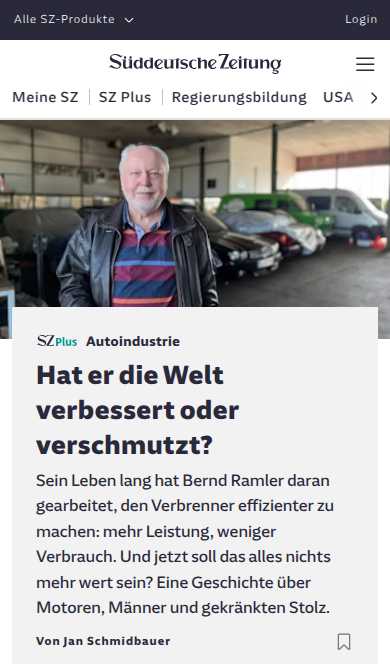 Alle SZ-Produkte
Login
Süddeutsche Zeitung
Meine SZ SZ Plus Regierungsbildung USA
SZ Plus Autoindustrie
Hat er die Welt
verbessert oder
verschmutzt?
Sein Leben lang hat Bernd Ramler daran
gearbeitet, den Verbrenner effizienter zu
machen: mehr Leistung, weniger
Verbrauch. Und jetzt soll das alles nichts
mehr wert sein? Eine Geschichte über
Motoren, Männer und gekränkten Stolz.
Von Jan Schmidbauer